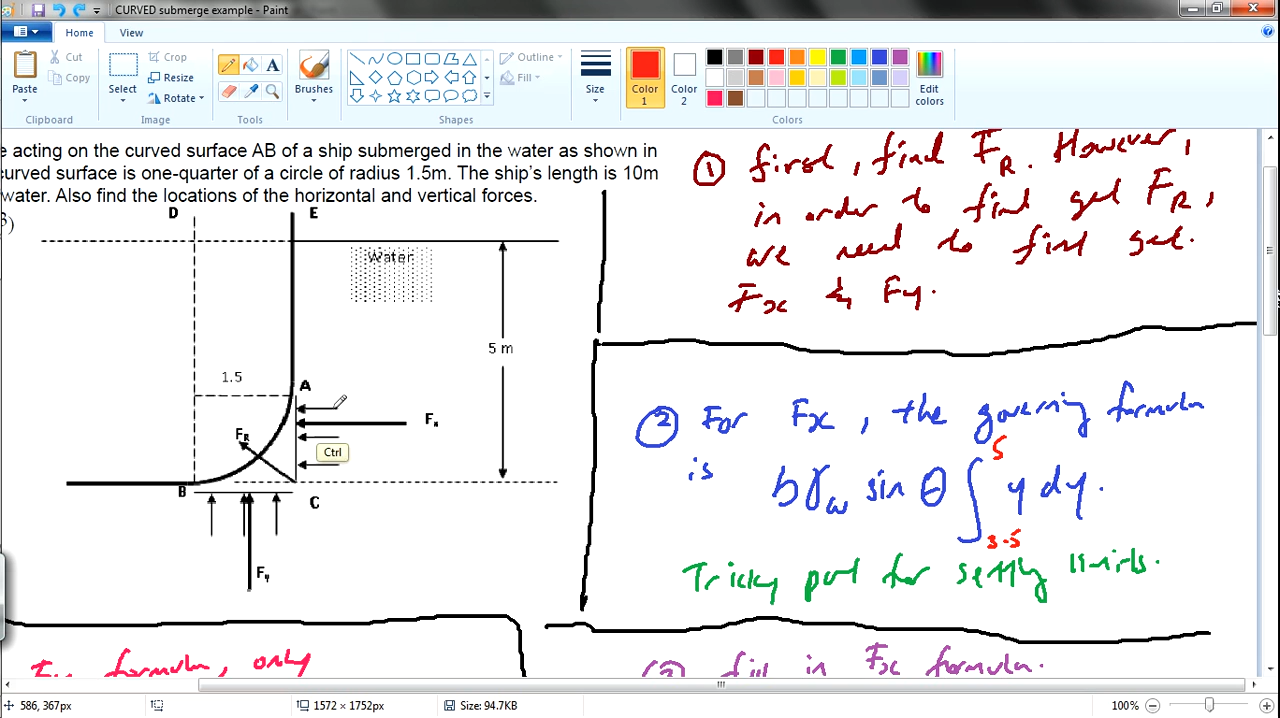 CURVED submerge example - Paint
Home View
Paste
Cut
Copy
Clipboard
Select
Crop
Resize
Rotate
Image
A
Tools
Brushes
Shapes
Outline
Fill
Size
Color 1
Color 2
Edit colors
Colors
e acting on the curved surface AB of a ship submerged in the water as shown in
curved surface is one-quarter of a circle of radius 1.5m. The ship's length is 10m
water. Also find the locations of the horizontal and vertical forces.
3)
D E
Water
5 m
1.5
A
Fx
FR
Ctrl
B
C
Fy
① first, find FR. However,
in order to find get FR,
we need to find get
Fx & Fy.
② For Fx, the governing formula
is bγw sin θ ∫3.5^5 y dy.
Tricky part for setting limits.
Fy formula, only
③ fill in Fx formula.
586, 367px
1572 × 1752px
Size: 94.7KB
100%